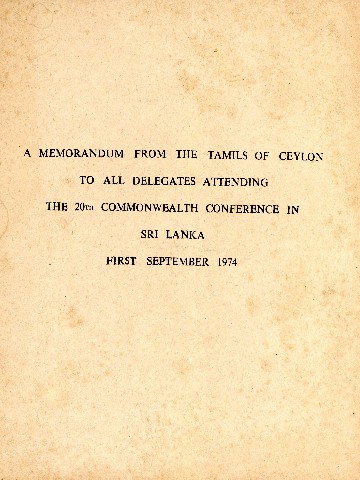 A MEMORANDUM FROM THE TAMILS OF CEYLON
TO ALL DELEGATES ATTENDING
THE 20TH COMMONWEALTH CONFERENCE IN
SRI LANKA
FIRST SEPTEMBER 1974